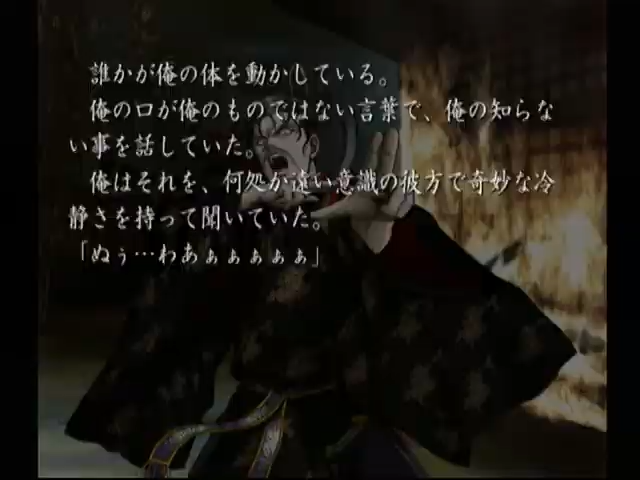 誰かが俺の体を動かしている。
俺の口が俺のものではない言葉で、俺の知らな
い事を話していた。
俺はそれを、何処か遠い意識の彼方で奇妙な冷
静さを持って聞いていた。
「ぬぅ…わあぁぁぁぁぁ」